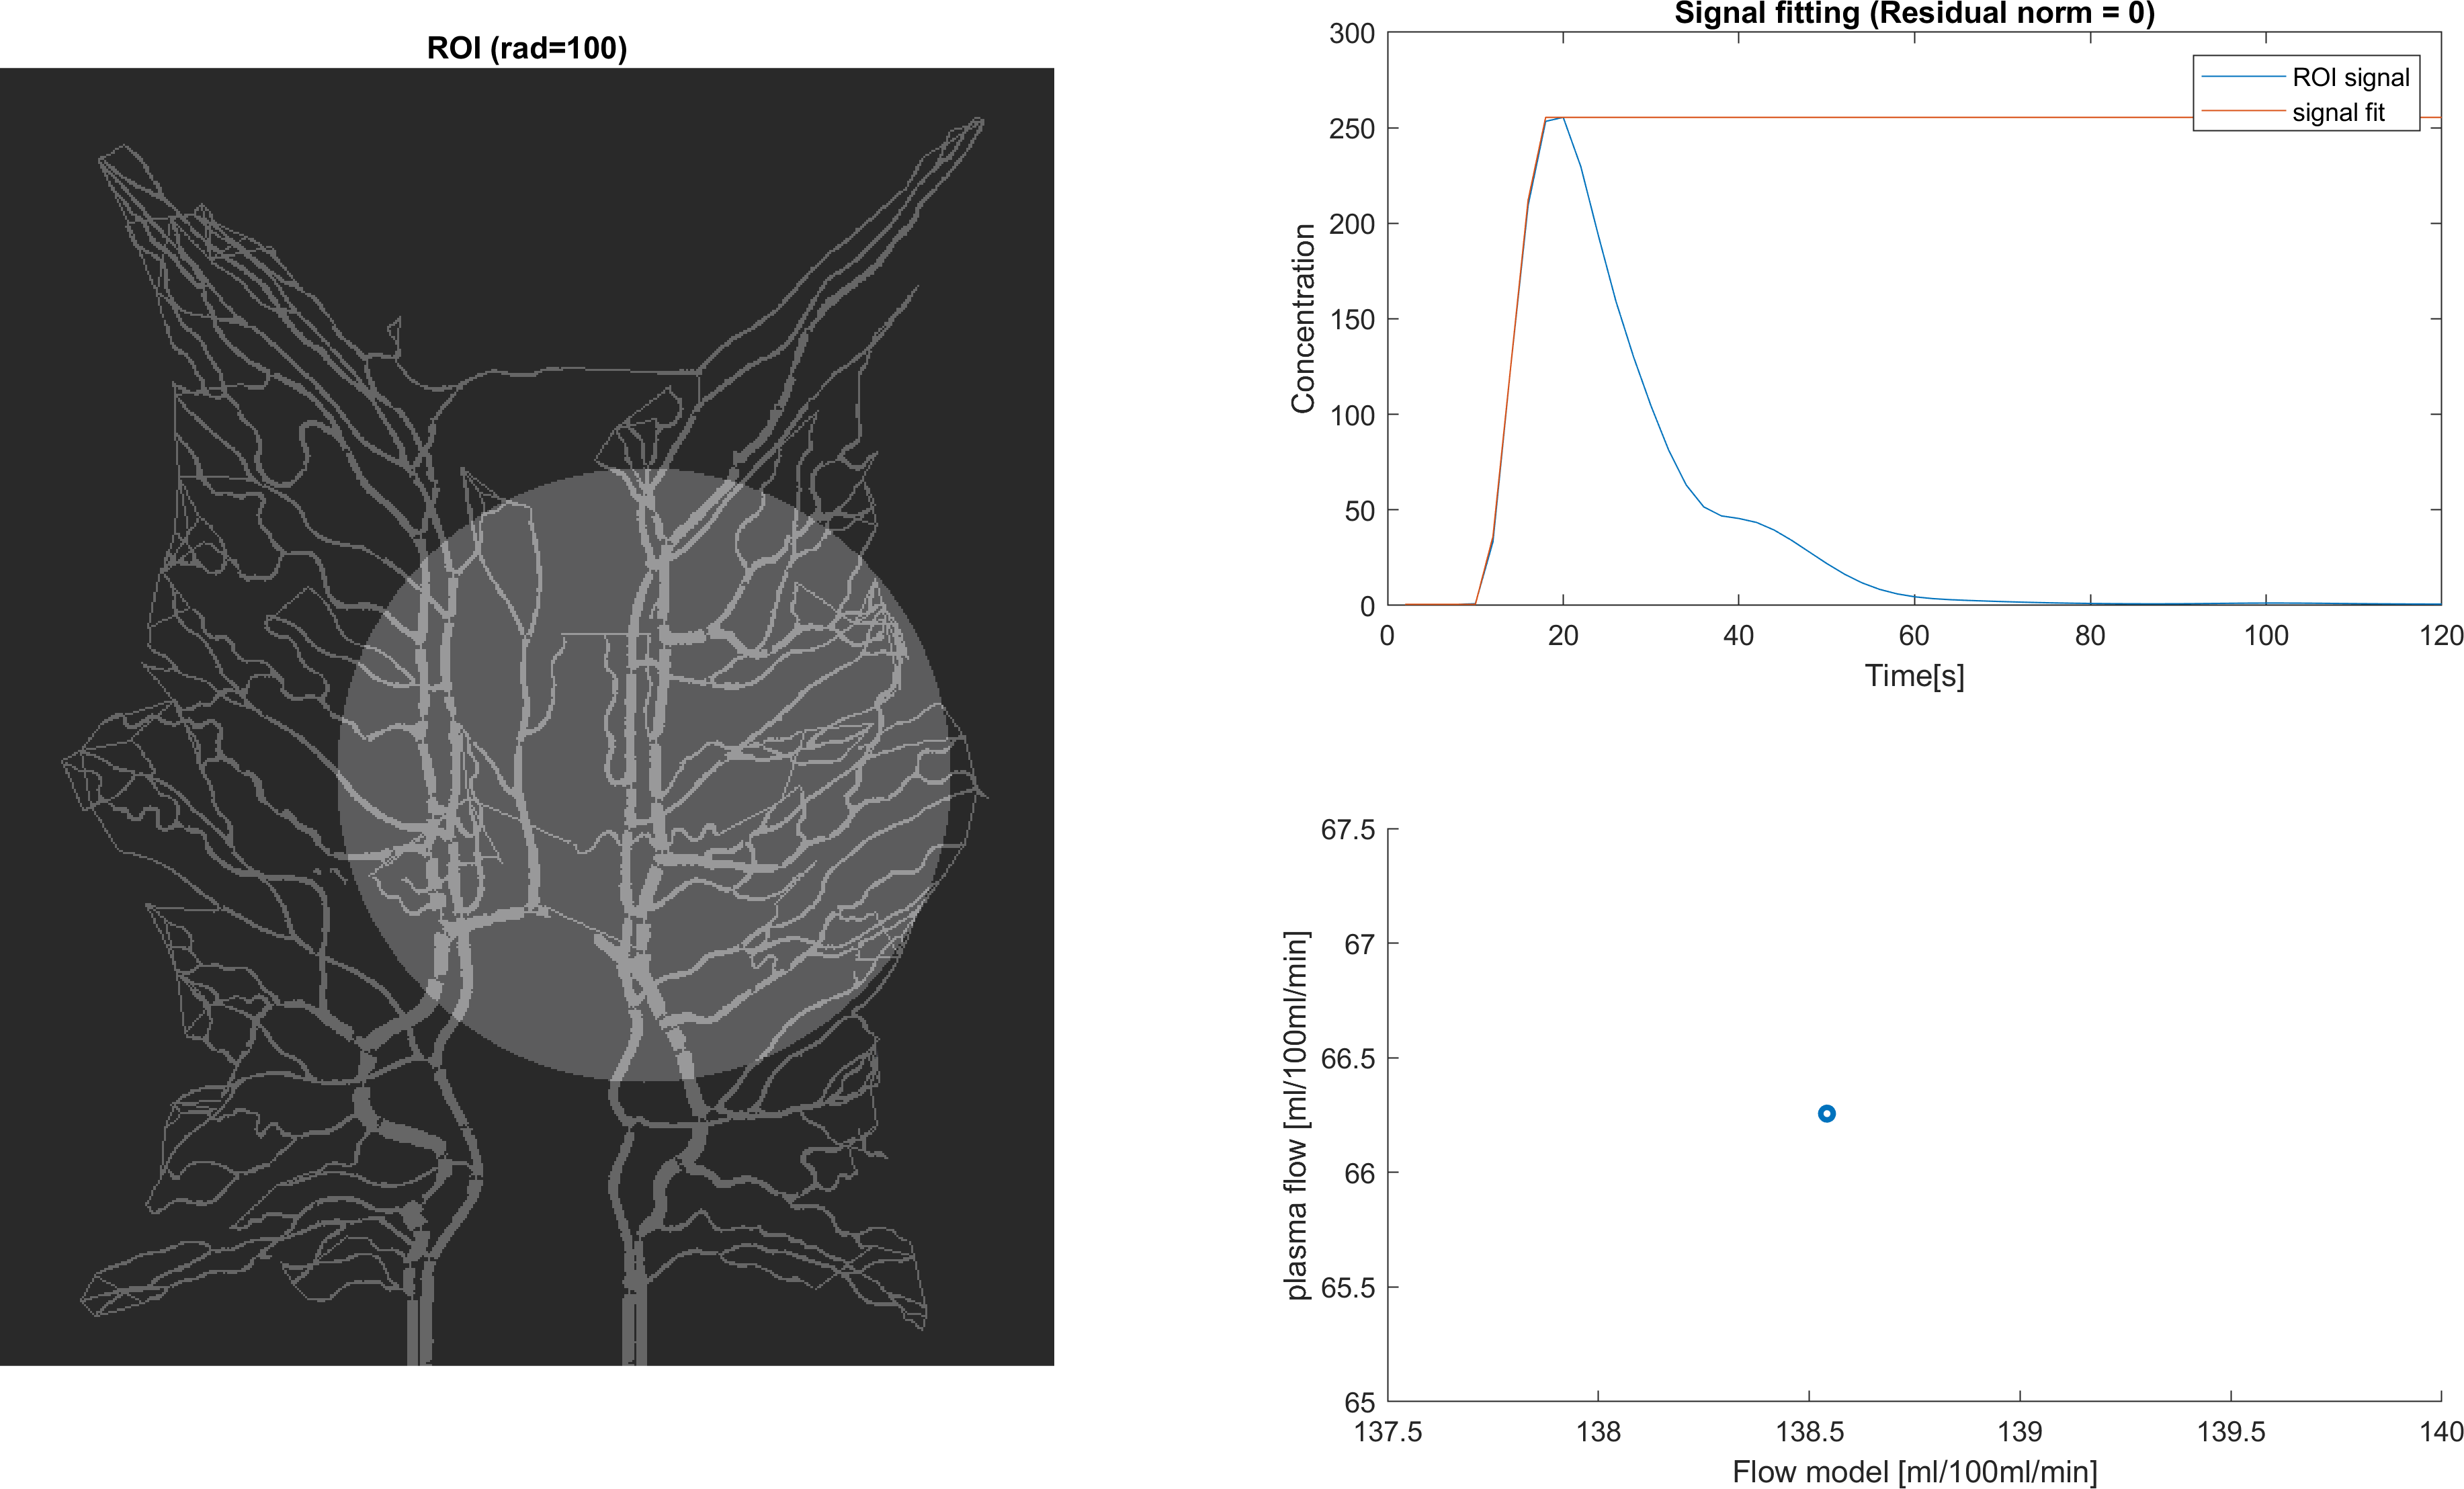 ROI (rad=100)
Signal fitting (Residual norm = 0)
300
250
200
150
100
50
0
Concentration
ROI signal
signal fit
0 20 40 60 80 100 120
Time[s]
67.5
67
66.5
66
65.5
65
plasma flow [ml/100ml/min]
137.5 138 138.5 139 139.5 140
Flow model [ml/100ml/min]